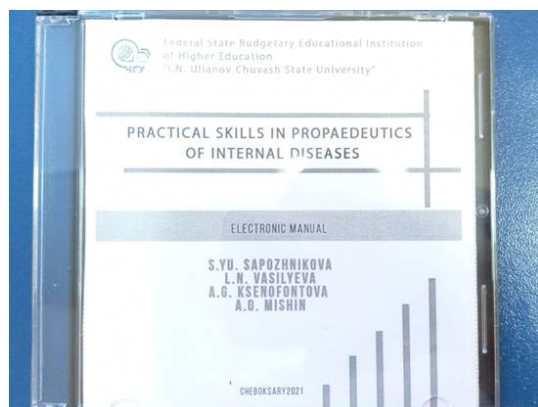 Federal State Budgetary Educational Institution
of Higher Education
"I.N. Ulianov Chuvash State University"
ЧГУ
PRACTICAL SKILLS IN PROPAEDEUTICS
OF INTERNAL DISEASES
ELECTRONIC MANUAL
S.YU. SAPOZHNIKOVA
L.N. VASILYEVA
A.G. KSENOFONTOVA
A.O. MISHIN
CHEBOKSARY2021